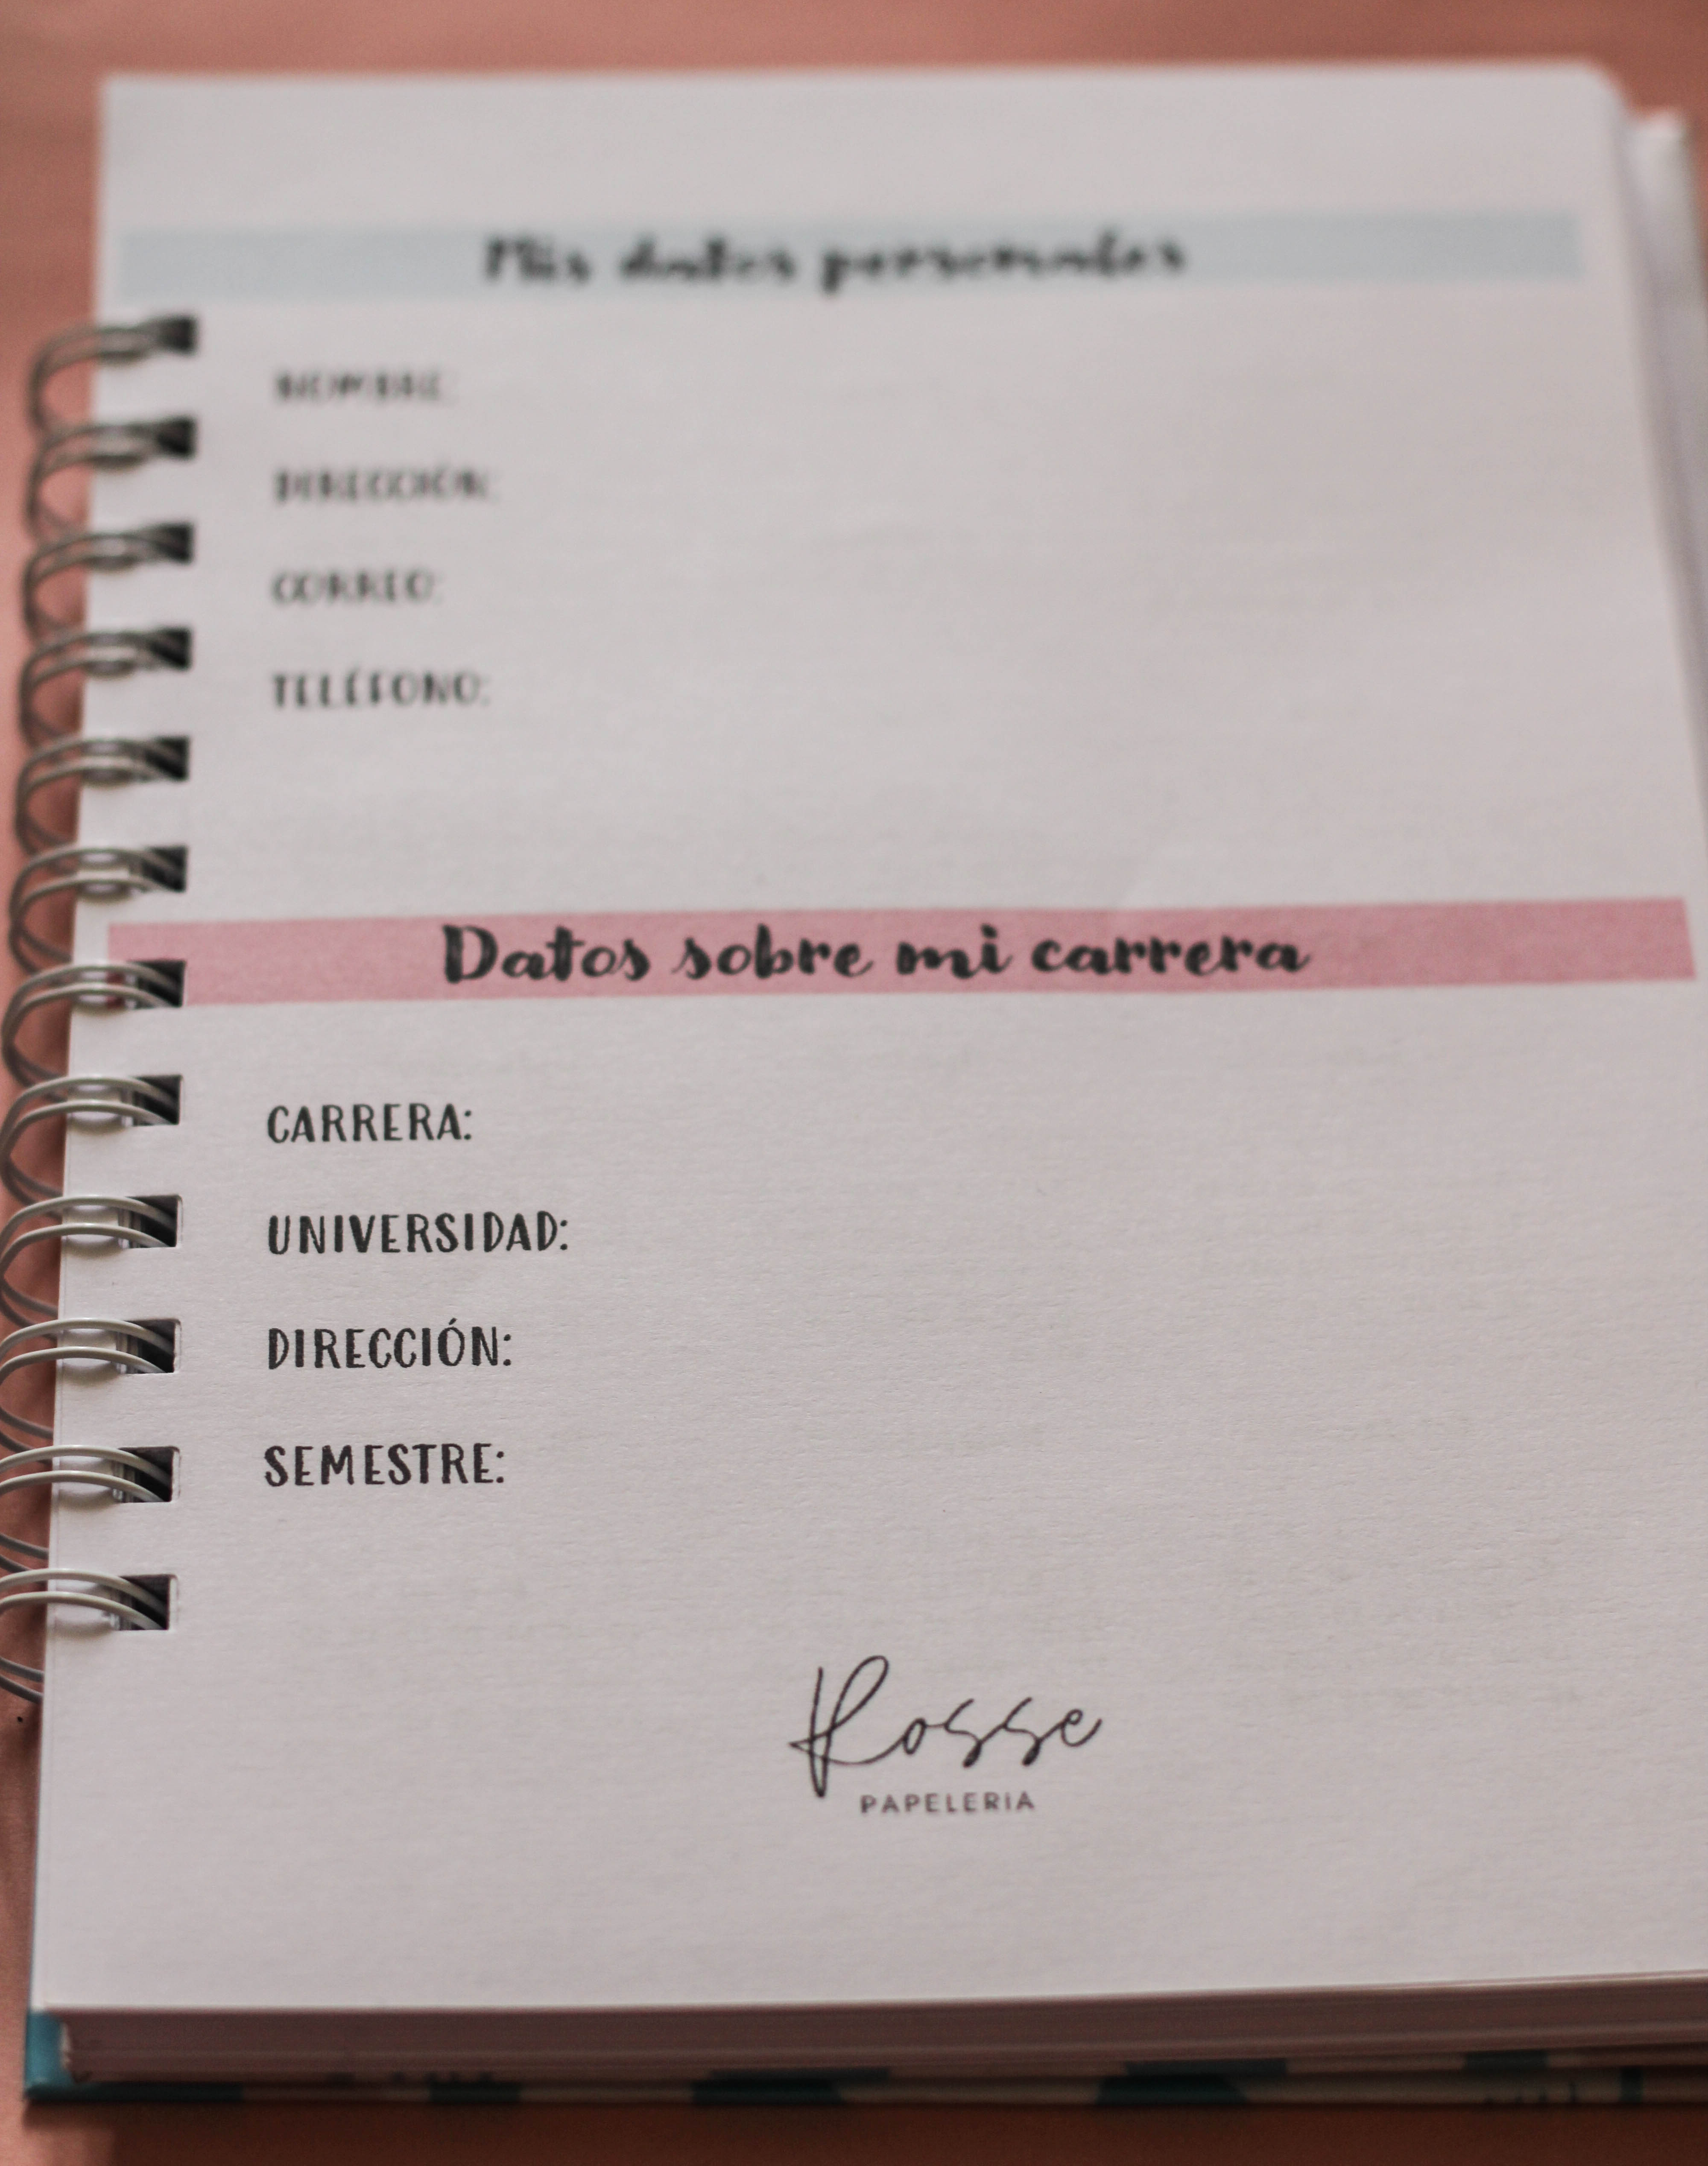 Mis datos personales
NOMBRE:
DIRECCIÓN:
CORREO:
TELÉFONO:
Datos sobre mi carrera
CARRERA:
UNIVERSIDAD:
DIRECCIÓN:
SEMESTRE:
Rosse
PAPELERIA